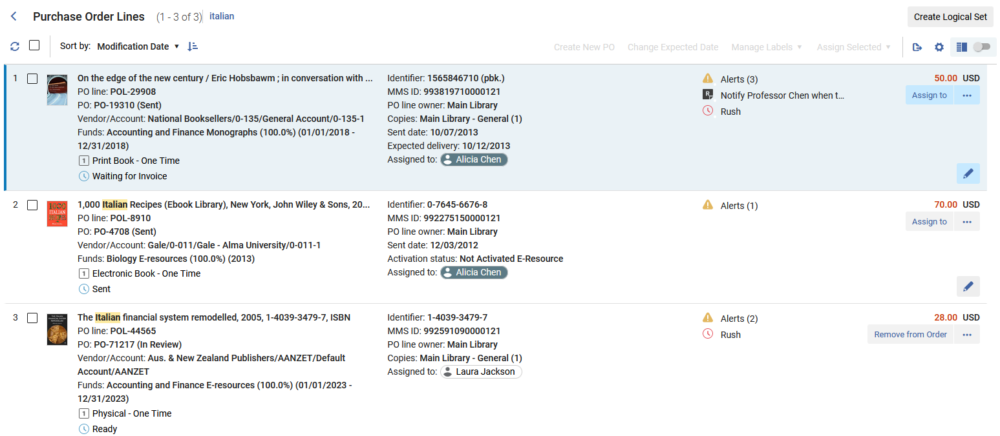 Purchase Order Lines (1 - 3 of 3) italian
Create Logical Set
Sort by: Modification Date
Create New PO Change Expected Date Manage Labels Assign Selected
1
On the edge of the new century / Eric Hobsbawm ; in conversation with ...
PO line: POL-29908
PO: PO-19310 (Sent)
Vendor/Account: National Booksellers/0-135/General Account/0-135-1
Funds: Accounting and Finance Monographs (100.0%) (01/01/2018 -
12/31/2018)
1 Print Book - One Time
Waiting for Invoice
Identifier: 1565846710 (pbk.)
MMS ID: 993819710000121
PO line owner: Main Library
Copies: Main Library - General (1)
Sent date: 10/07/2013
Expected delivery: 10/12/2013
Assigned to: Alicia Chen
Alerts (3)
R Notify Professor Chen when t...
Rush
50.00 USD
Assign to ...
2
1,000 Italian Recipes (Ebook Library), New York, John Wiley & Sons, 20...
PO line: POL-8910
PO: PO-4708 (Sent)
Vendor/Account: Gale/0-011/Gale - Alma University/0-011-1
Funds: Biology E-resources (100.0%) (2013)
1 Electronic Book - One Time
Sent
1000
ITALIAN
Identifier: 0-7645-6676-8
MMS ID: 992275150000121
PO line owner: Main Library
Sent date: 12/03/2012
Activation status: Not Activated E-Resource
Assigned to: Alicia Chen
Alerts (1)
70.00 USD
Assign to ...
3
The Italian financial system remodelled, 2005, 1-4039-3479-7, ISBN
PO line: POL-44565
PO: PO-71217 (In Review)
Vendor/Account: Aus. & New Zealand Publishers/AANZET/Default
Account/AANZET
Funds: Accounting and Finance E-resources (100.0%) (01/01/2023 -
12/31/2023)
1 Physical - One Time
Ready
Identifier: 1-4039-3479-7
MMS ID: 992591090000121
PO line owner: Main Library
Copies: Main Library - General (1)
Assigned to: Laura Jackson
Alerts (2)
Rush
28.00 USD
Remove from Order ...